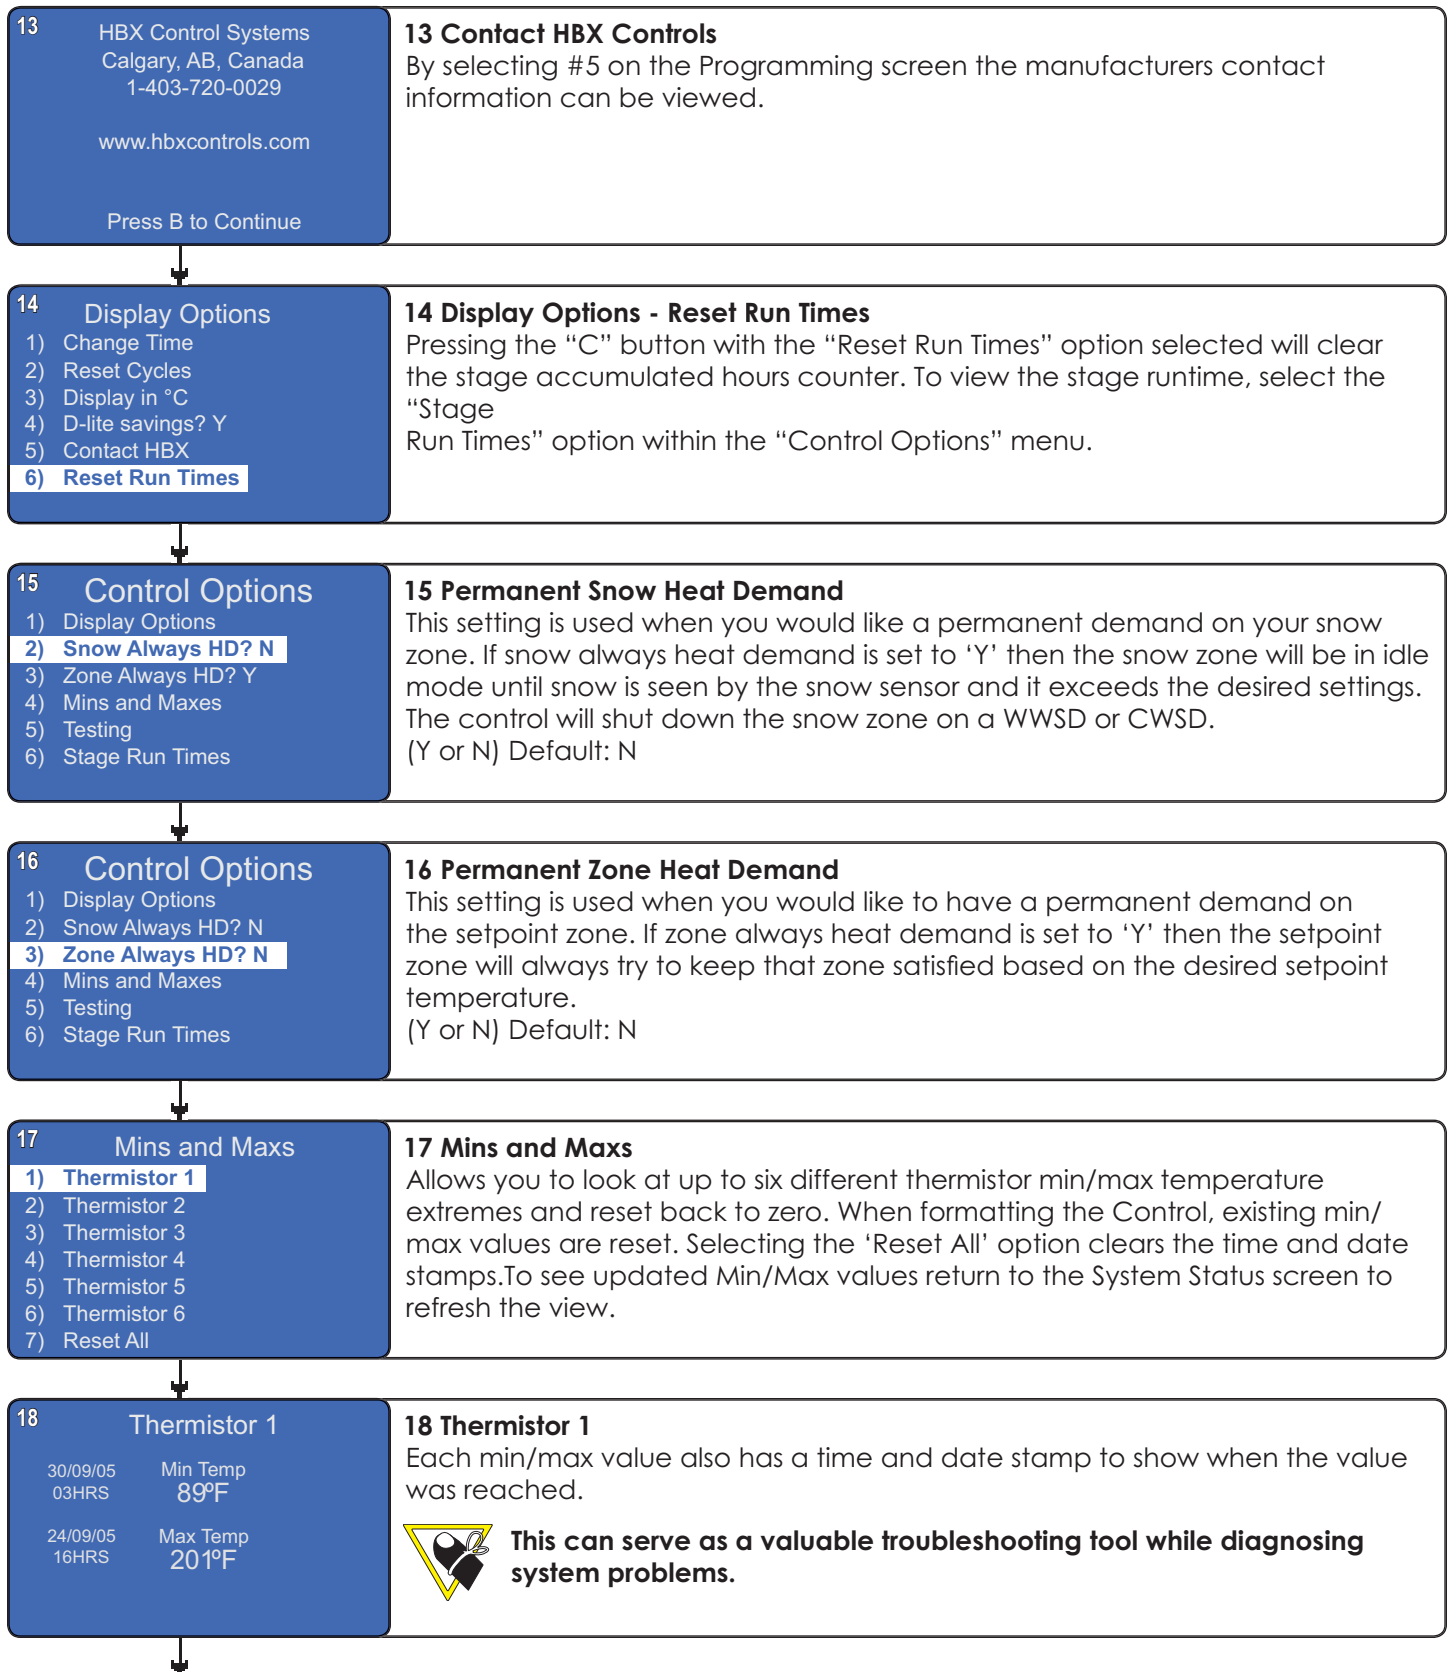 13
HBX Control Systems
Calgary, AB, Canada
1-403-720-0029
www.hbxcontrols.com
Press B to Continue
13 Contact HBX Controls
By selecting #5 on the Programming screen the manufacturers contact
information can be viewed.
14
Display Options
1) Change Time
2) Reset Cycles
3) Display in °C
4) D-lite savings? Y
5) Contact HBX
6) Reset Run Times
14 Display Options - Reset Run Times
Pressing the “C” button with the “Reset Run Times” option selected will clear
the stage accumulated hours counter. To view the stage runtime, select the
“Stage
Run Times” option within the “Control Options” menu.
15
Control Options
1) Display Options
2) Snow Always HD? N
3) Zone Always HD? Y
4) Mins and Maxes
5) Testing
6) Stage Run Times
15 Permanent Snow Heat Demand
This setting is used when you would like a permanent demand on your snow
zone. If snow always heat demand is set to ‘Y’ then the snow zone will be in idle
mode until snow is seen by the snow sensor and it exceeds the desired settings.
The control will shut down the snow zone on a WWSD or CWSD.
(Y or N) Default: N
16
Control Options
1) Display Options
2) Snow Always HD? N
3) Zone Always HD? N
4) Mins and Maxes
5) Testing
6) Stage Run Times
16 Permanent Zone Heat Demand
This setting is used when you would like to have a permanent demand on
the setpoint zone. If zone always heat demand is set to ‘Y’ then the setpoint
zone will always try to keep that zone satisfied based on the desired setpoint
temperature.
(Y or N) Default: N
17
Mins and Maxs
1) Thermistor 1
2) Thermistor 2
3) Thermistor 3
4) Thermistor 4
5) Thermistor 5
6) Thermistor 6
7) Reset All
17 Mins and Maxs
Allows you to look at up to six different thermistor min/max temperature
extremes and reset back to zero. When formatting the Control, existing min/
max values are reset. Selecting the ‘Reset All’ option clears the time and date
stamps.To see updated Min/Max values return to the System Status screen to
refresh the view.
18
Thermistor 1
30/09/05 Min Temp
03HRS 89ºF
24/09/05 Max Temp
16HRS 201ºF
18 Thermistor 1
Each min/max value also has a time and date stamp to show when the value
was reached.
This can serve as a valuable troubleshooting tool while diagnosing
system problems.